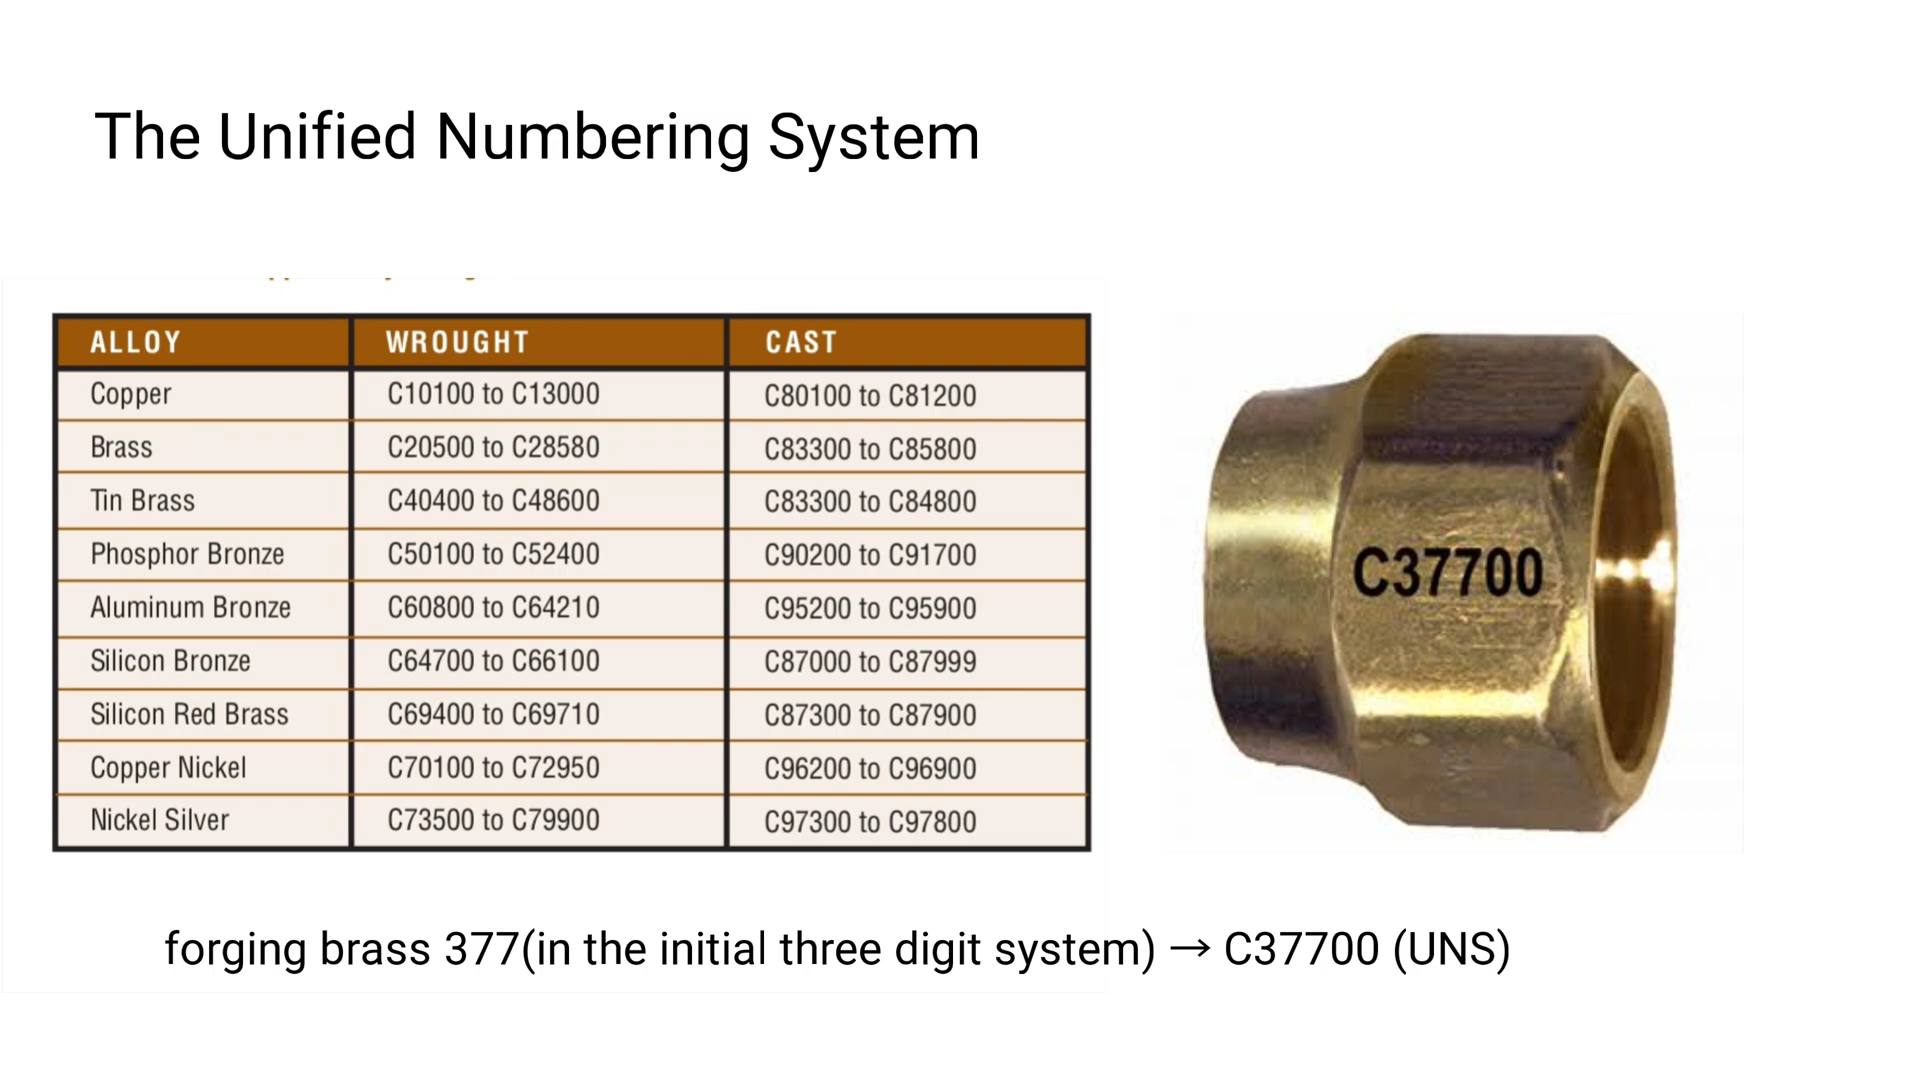 The Unified Numbering System
ALLOY WROUGHT CAST
Copper C10100 to C13000 C80100 to C81200
Brass C20500 to C28580 C83300 to C85800
Tin Brass C40400 to C48600 C83300 to C84800
Phosphor Bronze C50100 to C52400 C90200 to C91700
Aluminum Bronze C60800 to C64210 C95200 to C95900
Silicon Bronze C64700 to C66100 C87000 to C87999
Silicon Red Brass C69400 to C69710 C87300 to C87900
Copper Nickel C70100 to C72950 C96200 to C96900
Nickel Silver C73500 to C79900 C97300 to C97800
C37700
forging brass 377(in the initial three digit system) → C37700 (UNS)